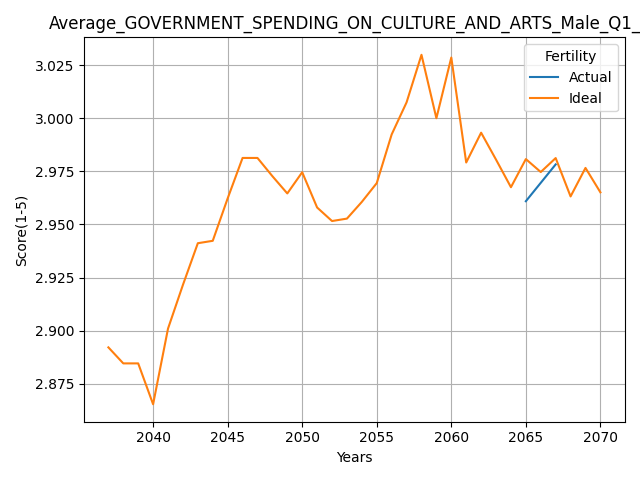 Average_GOVERNMENT_SPENDING_ON_CULTURE_AND_ARTS_Male_Q1_
Fertility
Actual
Ideal
Score(1-5)
3.025
3.000
2.975
2.950
2.925
2.900
2.875
2040 2045 2050 2055 2060 2065 2070
Years